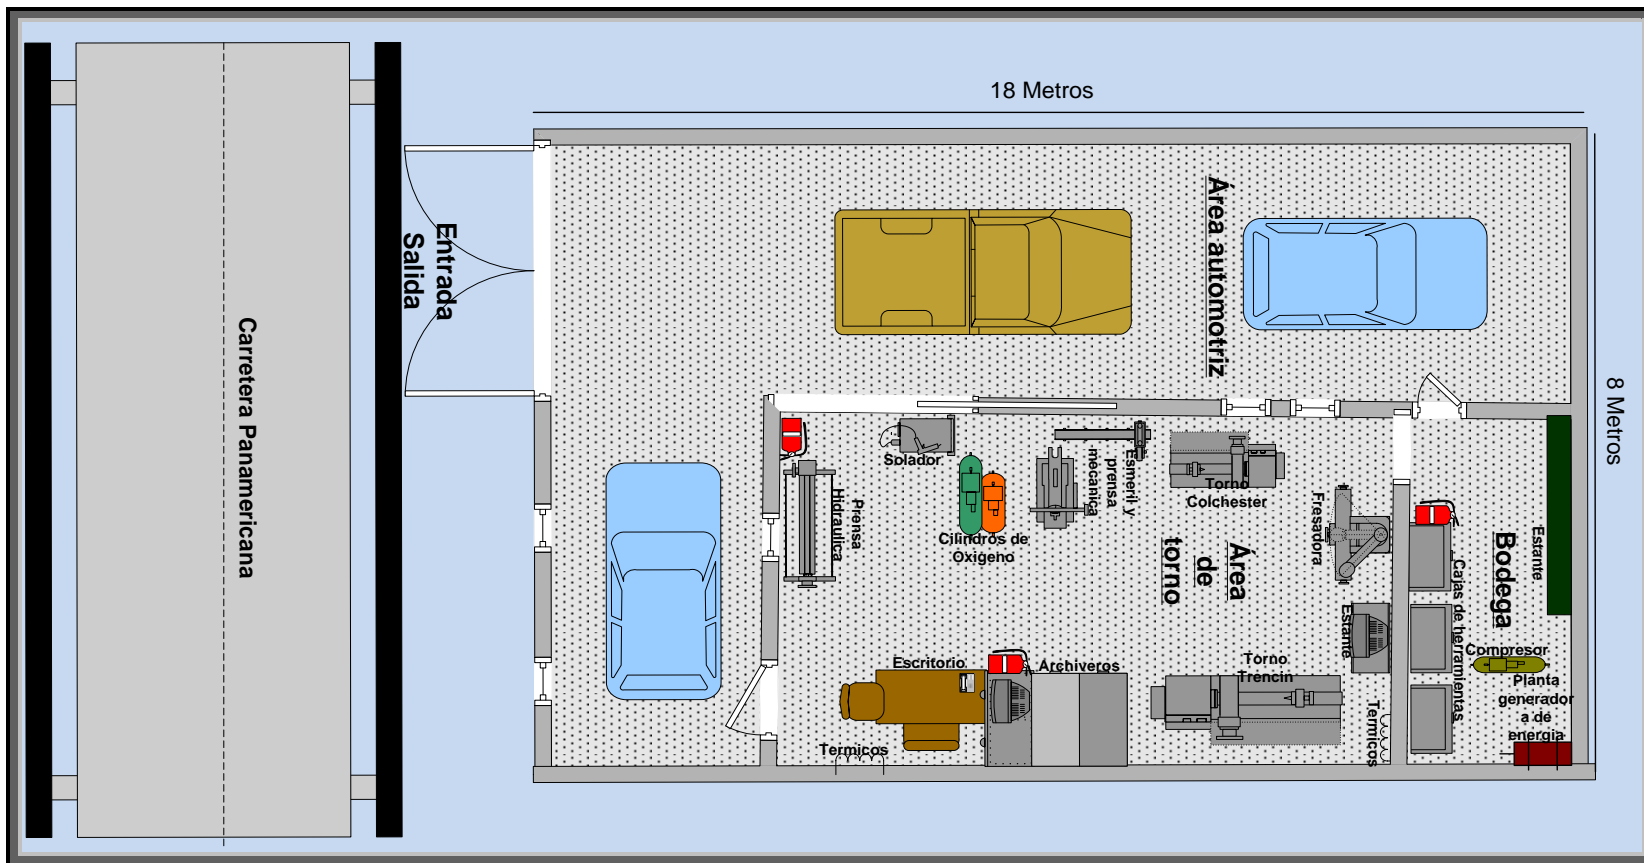 18 Metros
8 Metros
Carretera Panamericana
Entrada
Salida
Área automotriz
Solador
Prensa
Hidraulica
Cilindros de
Oxigeno
Esmeril y
prensa
mecanica
Torno
Colchester
Fresadora
Área
de
torno
Estante
Bodega
Cajas de herramientas
Estante
Compresor
Planta
generador
a de
energia
Escritorio
Archiveros
Torno
Trencin
Termicos
Termicos